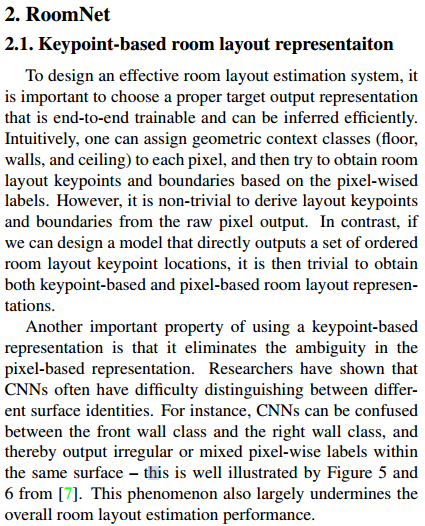 2. RoomNet
2.1. Keypoint-based room layout representaiton
To design an effective room layout estimation system, it
is important to choose a proper target output representation
that is end-to-end trainable and can be inferred efficiently.
Intuitively, one can assign geometric context classes (floor,
walls, and ceiling) to each pixel, and then try to obtain room
layout keypoints and boundaries based on the pixel-wised
labels. However, it is non-trivial to derive layout keypoints
and boundaries from the raw pixel output. In contrast, if
we can design a model that directly outputs a set of ordered
room layout keypoint locations, it is then trivial to obtain
both keypoint-based and pixel-based room layout represen-
tations.
Another important property of using a keypoint-based
representation is that it eliminates the ambiguity in the
pixel-based representation. Researchers have shown that
CNNs often have difficulty distinguishing between differ-
ent surface identities. For instance, CNNs can be confused
between the front wall class and the right wall class, and
thereby output irregular or mixed pixel-wise labels within
the same surface – this is well illustrated by Figure 5 and
6 from [7]. This phenomenon also largely undermines the
overall room layout estimation performance.